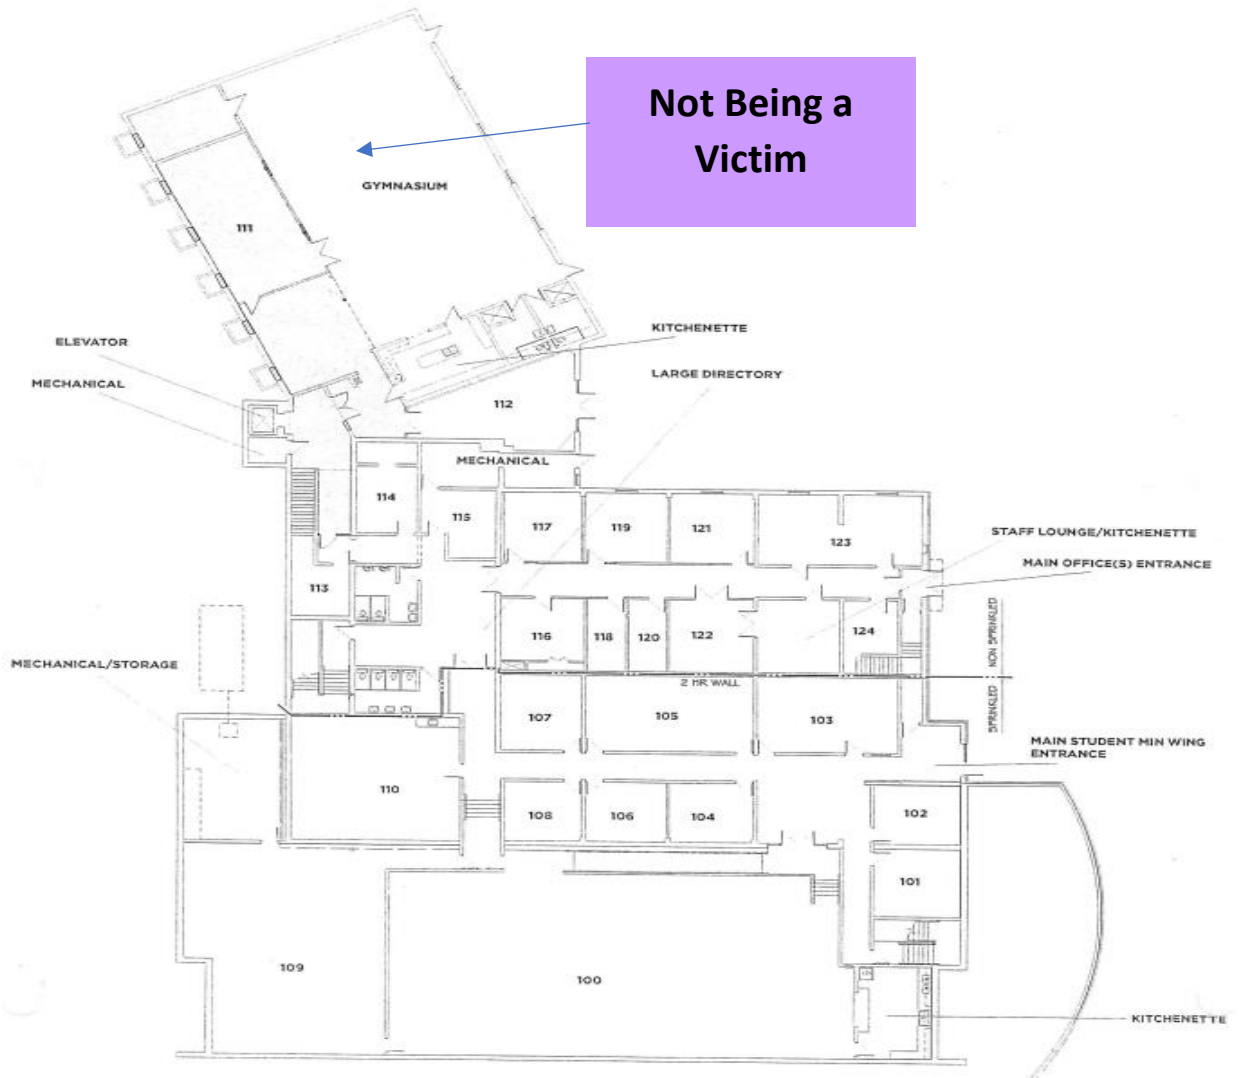 Not Being a
Victim
GYMNASIUM
111
KITCHENETTE
ELEVATOR
LARGE DIRECTORY
MECHANICAL
112
MECHANICAL
114
115
117
119
121
123
STAFF LOUNGE/KITCHENETTE
MAIN OFFICE(S) ENTRANCE
113
116
118
120
122
124
NON SPRINKLED
MECHANICAL/STORAGE
2 HR WALL
SPRINKLED
107
105
103
MAIN STUDENT MIN WING
ENTRANCE
110
108
106
104
102
101
109
100
KITCHENETTE